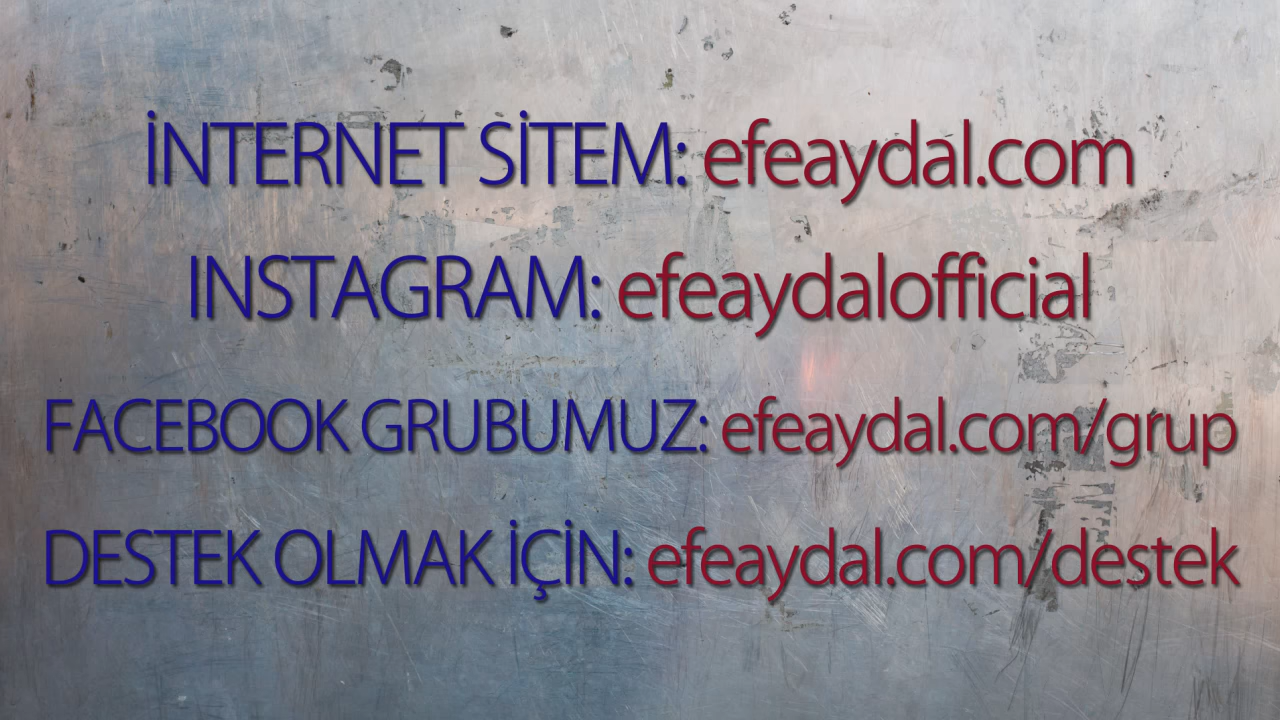 İNTERNET SİTEM: efeaydal.com
INSTAGRAM: efeaydalofficial
FACEBOOK GRUBUMUZ: efeaydal.com/grup
DESTEK OLMAK İÇİN: efeaydal.com/destek